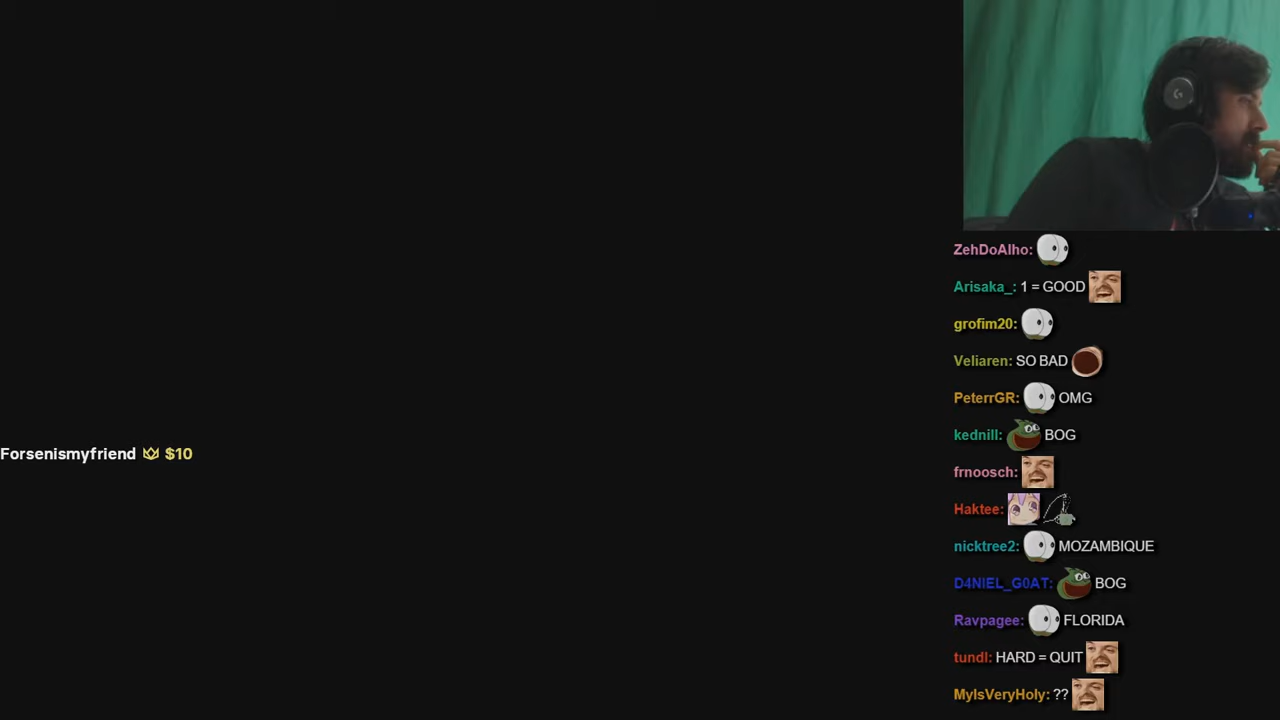 ZehDoAlho:
Arisaka_: 1 = GOOD
grofim20:
Veliaren: SO BAD
PeterrGR: OMG
kednill: BOG
Forsenismyfriend $10
frnoosch:
Haktee:
nicktree2: MOZAMBIQUE
D4NIEL_G0AT: BOG
Ravpagee: FLORIDA
tundl: HARD = QUIT
MyIsVeryHoly: ??